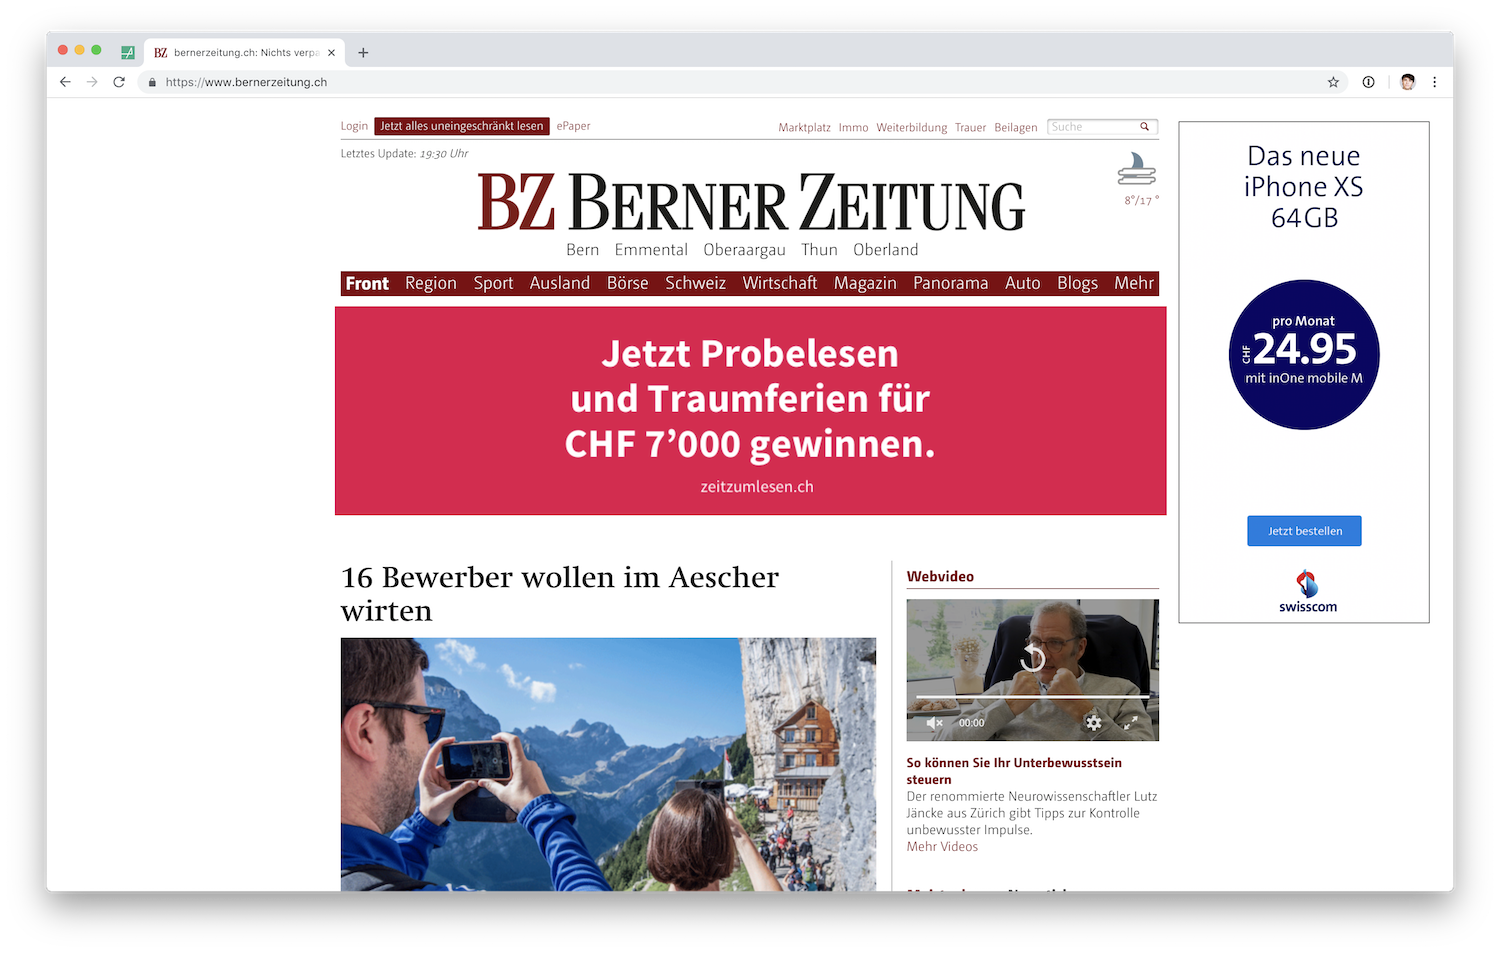 BZ bernerzeitung.ch: Nichts verpa
https://www.bernerzeitung.ch
Login Jetzt alles uneingeschränkt lesen ePaper
Marktplatz Immo Weiterbildung Trauer Beilagen Suche
Letztes Update: 19:30 Uhr
8°/17 °
BZ BERNER ZEITUNG
Bern Emmental Oberaargau Thun Oberland
Front Region Sport Ausland Börse Schweiz Wirtschaft Magazin Panorama Auto Blogs Mehr
Jetzt Probelesen
und Traumferien für
CHF 7’000 gewinnen.
zeitzumlesen.ch
Das neue
iPhone XS
64GB
pro Monat
CHF 24.95
mit inOne mobile M
Jetzt bestellen
swisscom
16 Bewerber wollen im Aescher
wirten
Webvideo
00:00
So können Sie Ihr Unterbewusstsein
steuern
Der renommierte Neurowissenschaftler Lutz
Jäncke aus Zürich gibt Tipps zur Kontrolle
unbewusster Impulse.
Mehr Videos